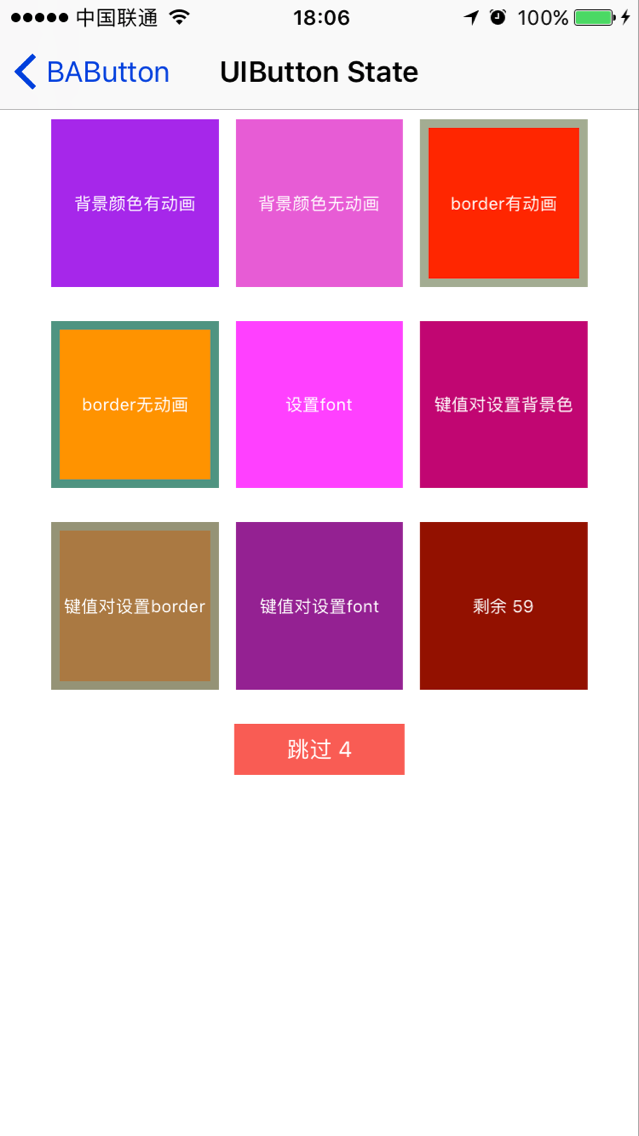 中国联通 18:06 100%
BAButton UIButton State
背景颜色有动画 背景颜色无动画 border有动画
border无动画 设置font 键值对设置背景色
键值对设置border 键值对设置font 剩余 59
跳过 4